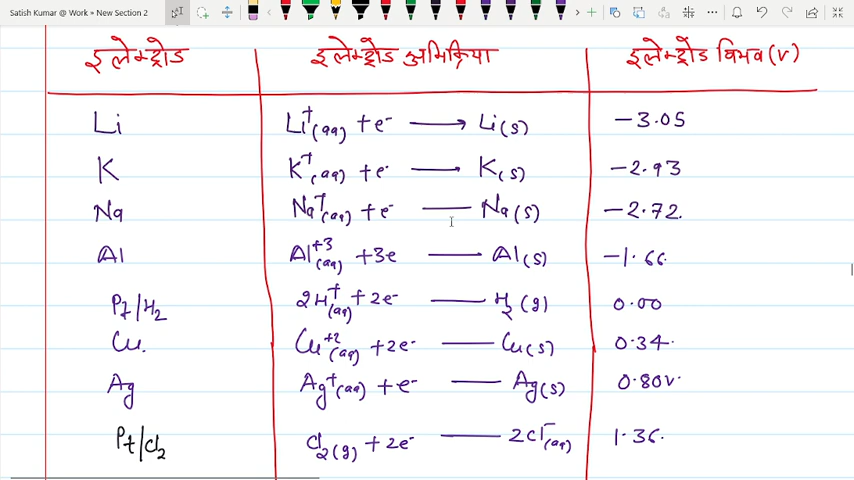 Satish Kumar @ Work » New Section 2
इलेक्ट्रोड इलेक्ट्रोड अभिक्रिया इलेक्ट्रोड विभव (V)
Li Li⁺(aq) + e⁻ ⟶ Li(s) −3.05
K K⁺(aq) + e⁻ ⟶ K(s) −2.93
Na Na⁺(aq) + e⁻ — Na(s) −2.72
Al Al⁺³(aq) + 3e — Al(s) −1.66
Pt/H₂ 2H⁺(aq) + 2e⁻ — H₂(g) 0.00
Cu. Cu⁺²(aq) + 2e⁻ — Cu(s) 0.34
Ag Ag⁺(aq) + e⁻ — Ag(s) 0.80V
Pt/Cl₂ Cl₂(g) + 2e⁻ — 2Cl⁻(aq) 1.36